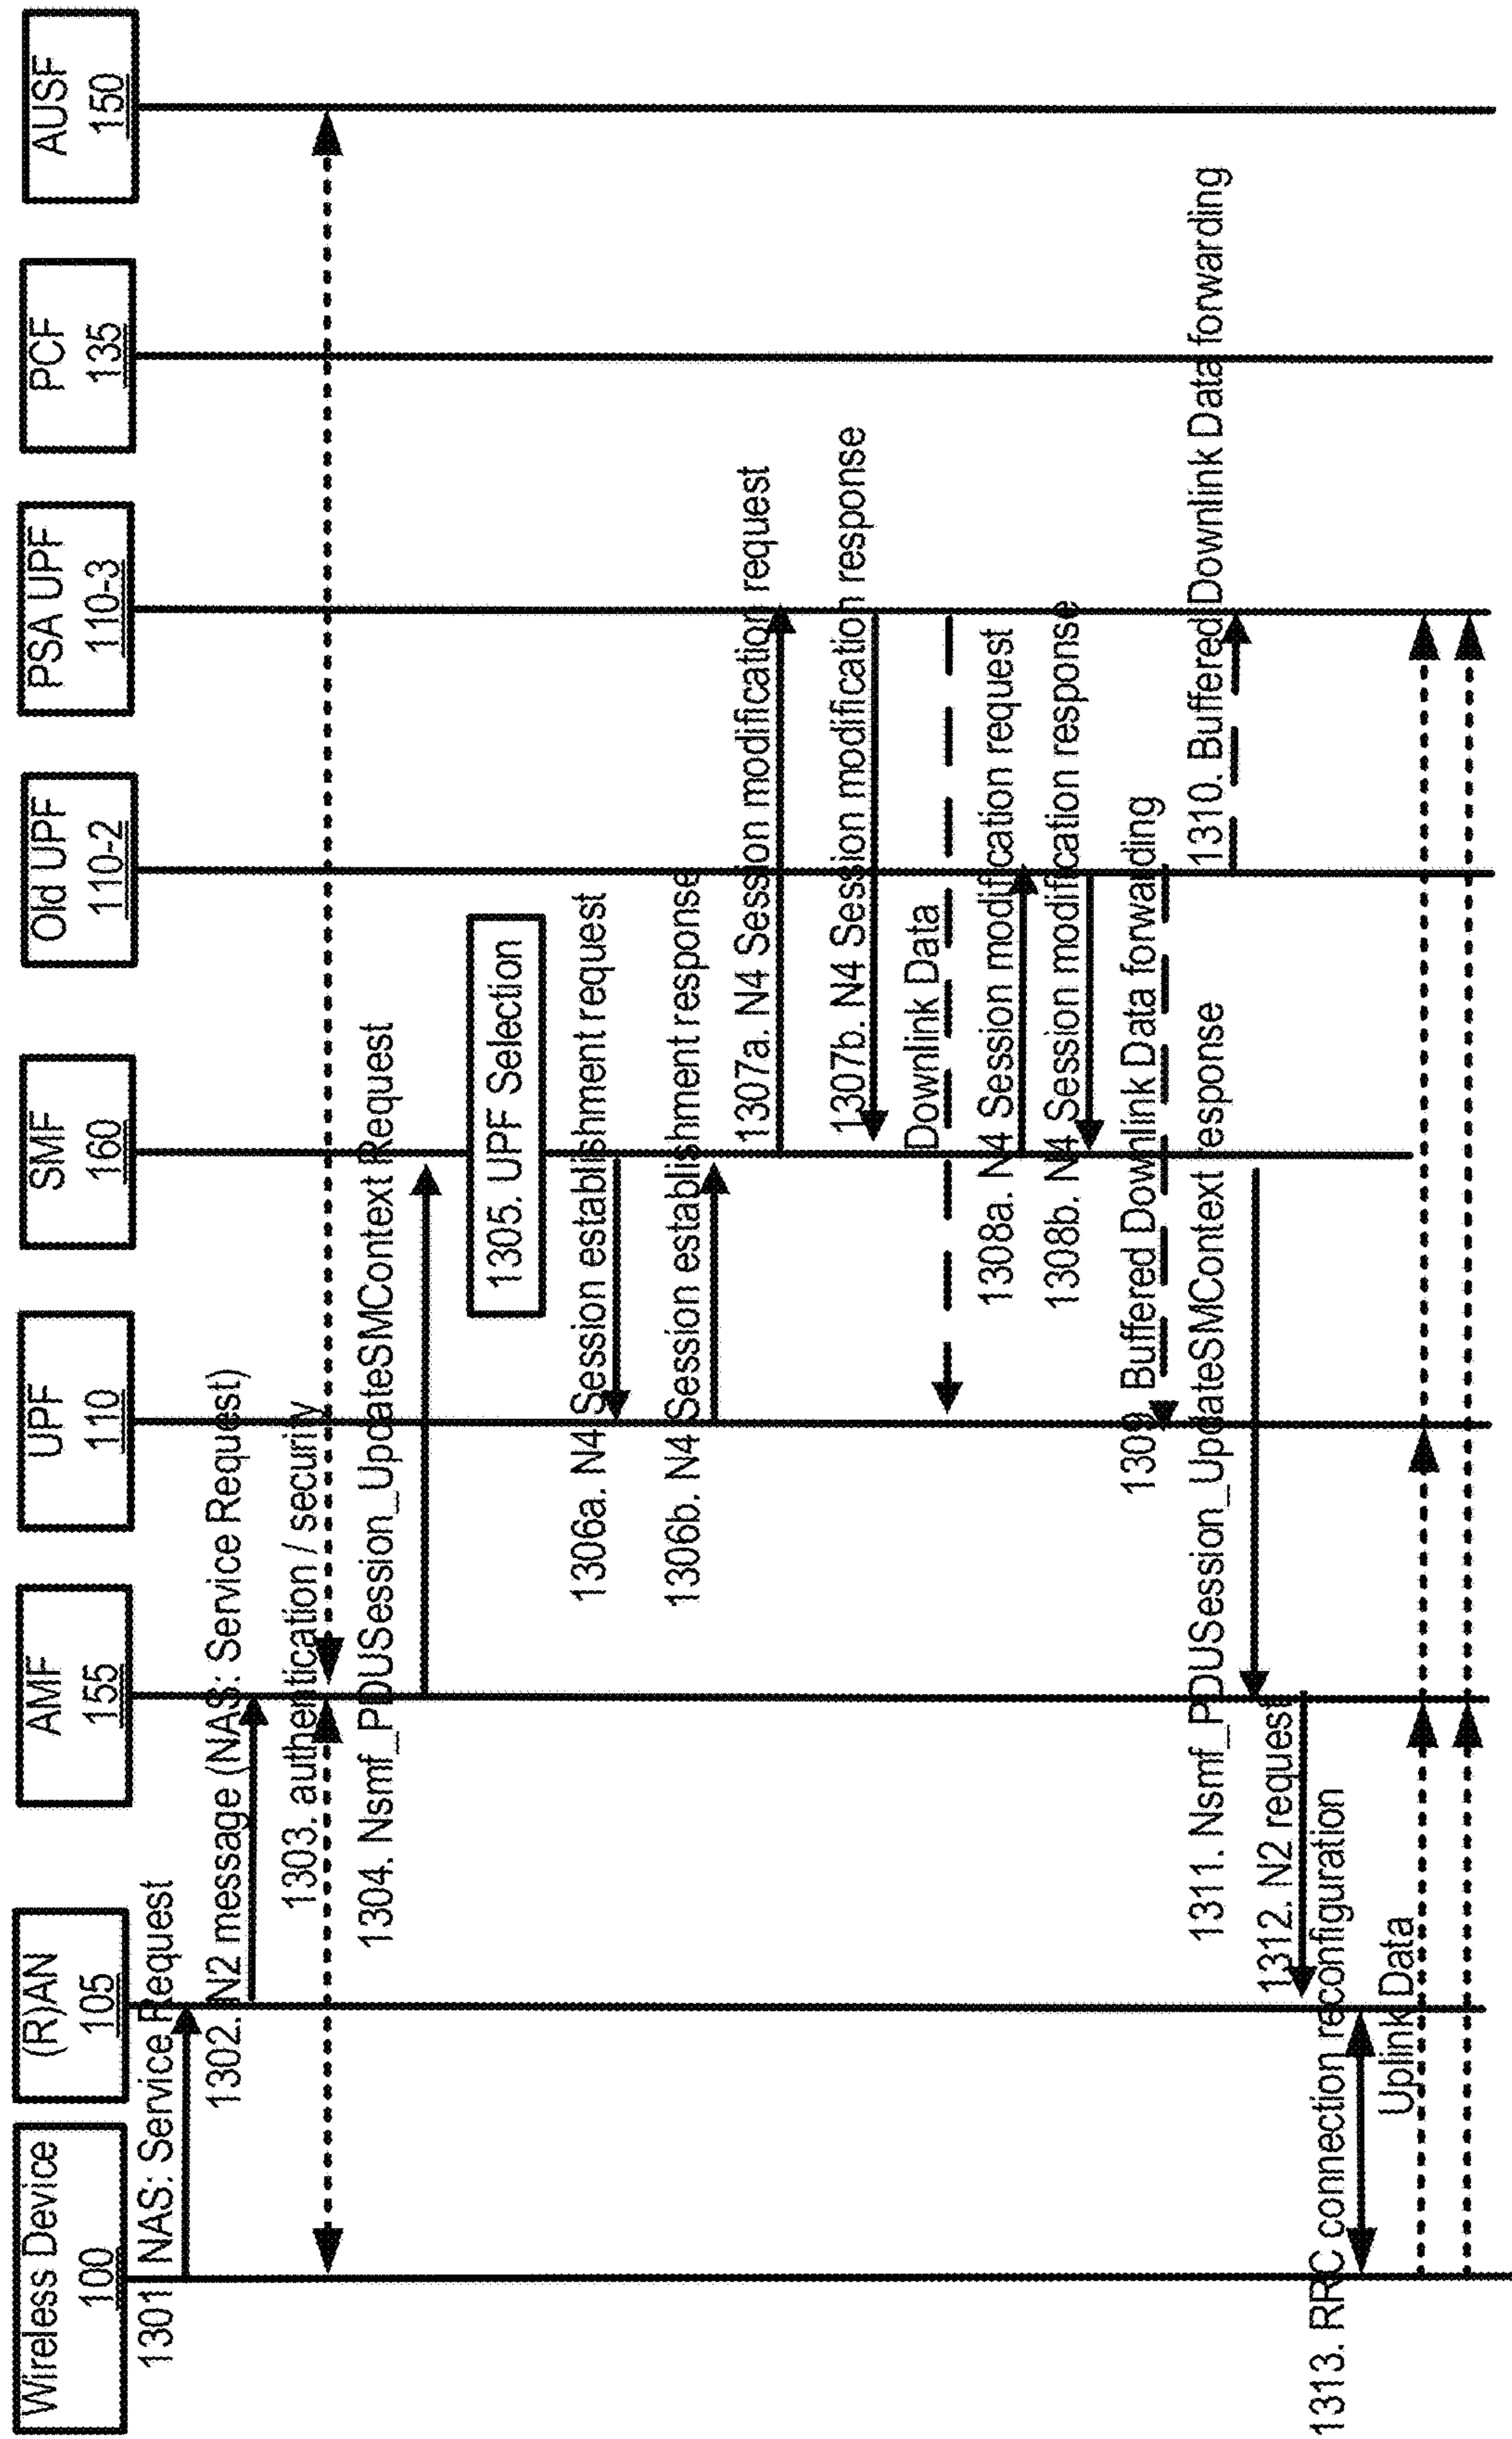 Wireless Device
100
(R)AN
105
AMF
155
UPF
110
SMF
160
Old UPF
110-2
PSA UPF
110-3
PCF
135
AUSF
150
1301 NAS: Service Request
1302. N2 message (NAS: Service Request)
1303. authentication / security
1304. Nsmf_PDUSession_UpdateSMContext Request
1305. UPF Selection
1306a. N4 Session establishment request
1306b. N4 Session establishment response
1307a. N4 Session modification request
1307b. N4 Session modification response
Downlink Data
1308a. N4 Session modification request
1308b. N4 Session modification response
1309 Buffered Downlink Data forwarding
1310. Buffered Downlink Data forwarding
1311. Nsmf_PDUSession_UpdateSMContext response
1312. N2 request
1313. RRC connection reconfiguration
Uplink Data